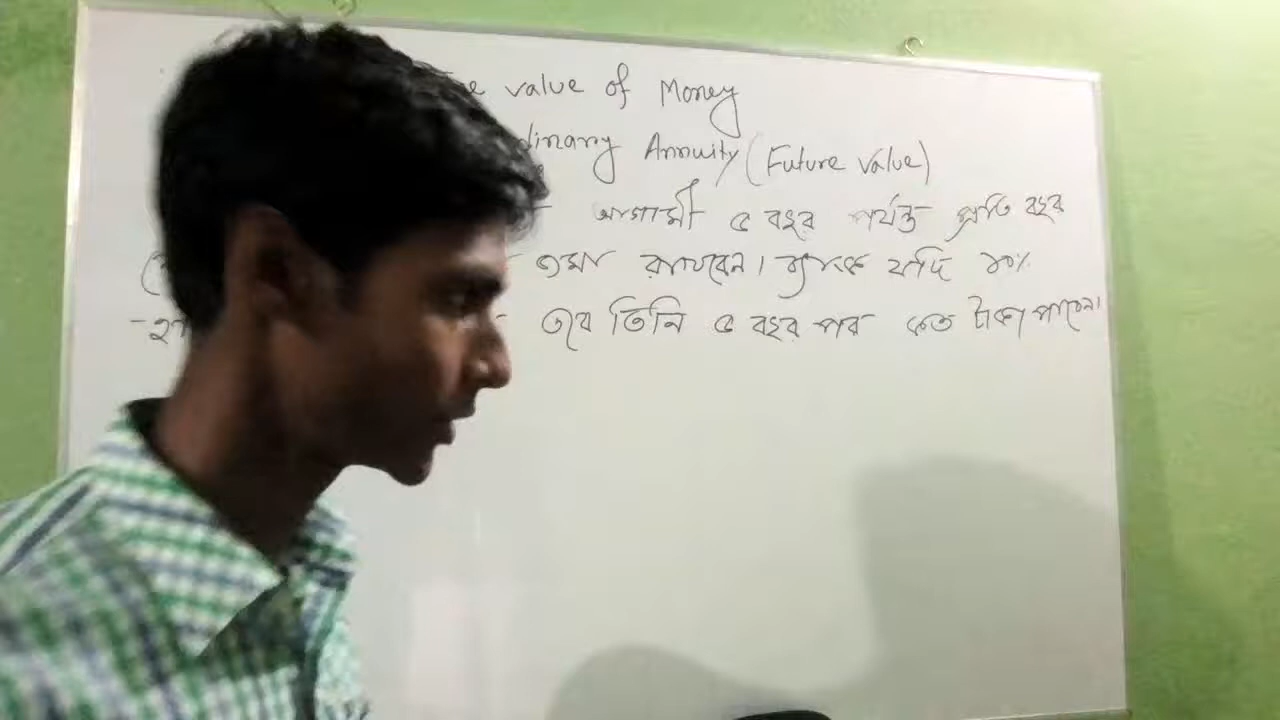 value of Money
Annuity (Future Value)
আগামী ৫ বছর পর্যন্ত প্রতি বছর
জমা রাখবেন। ব্যাংক যদি ১০%
তবে তিনি ৫ বছর পর কত টাকা পাবেন।